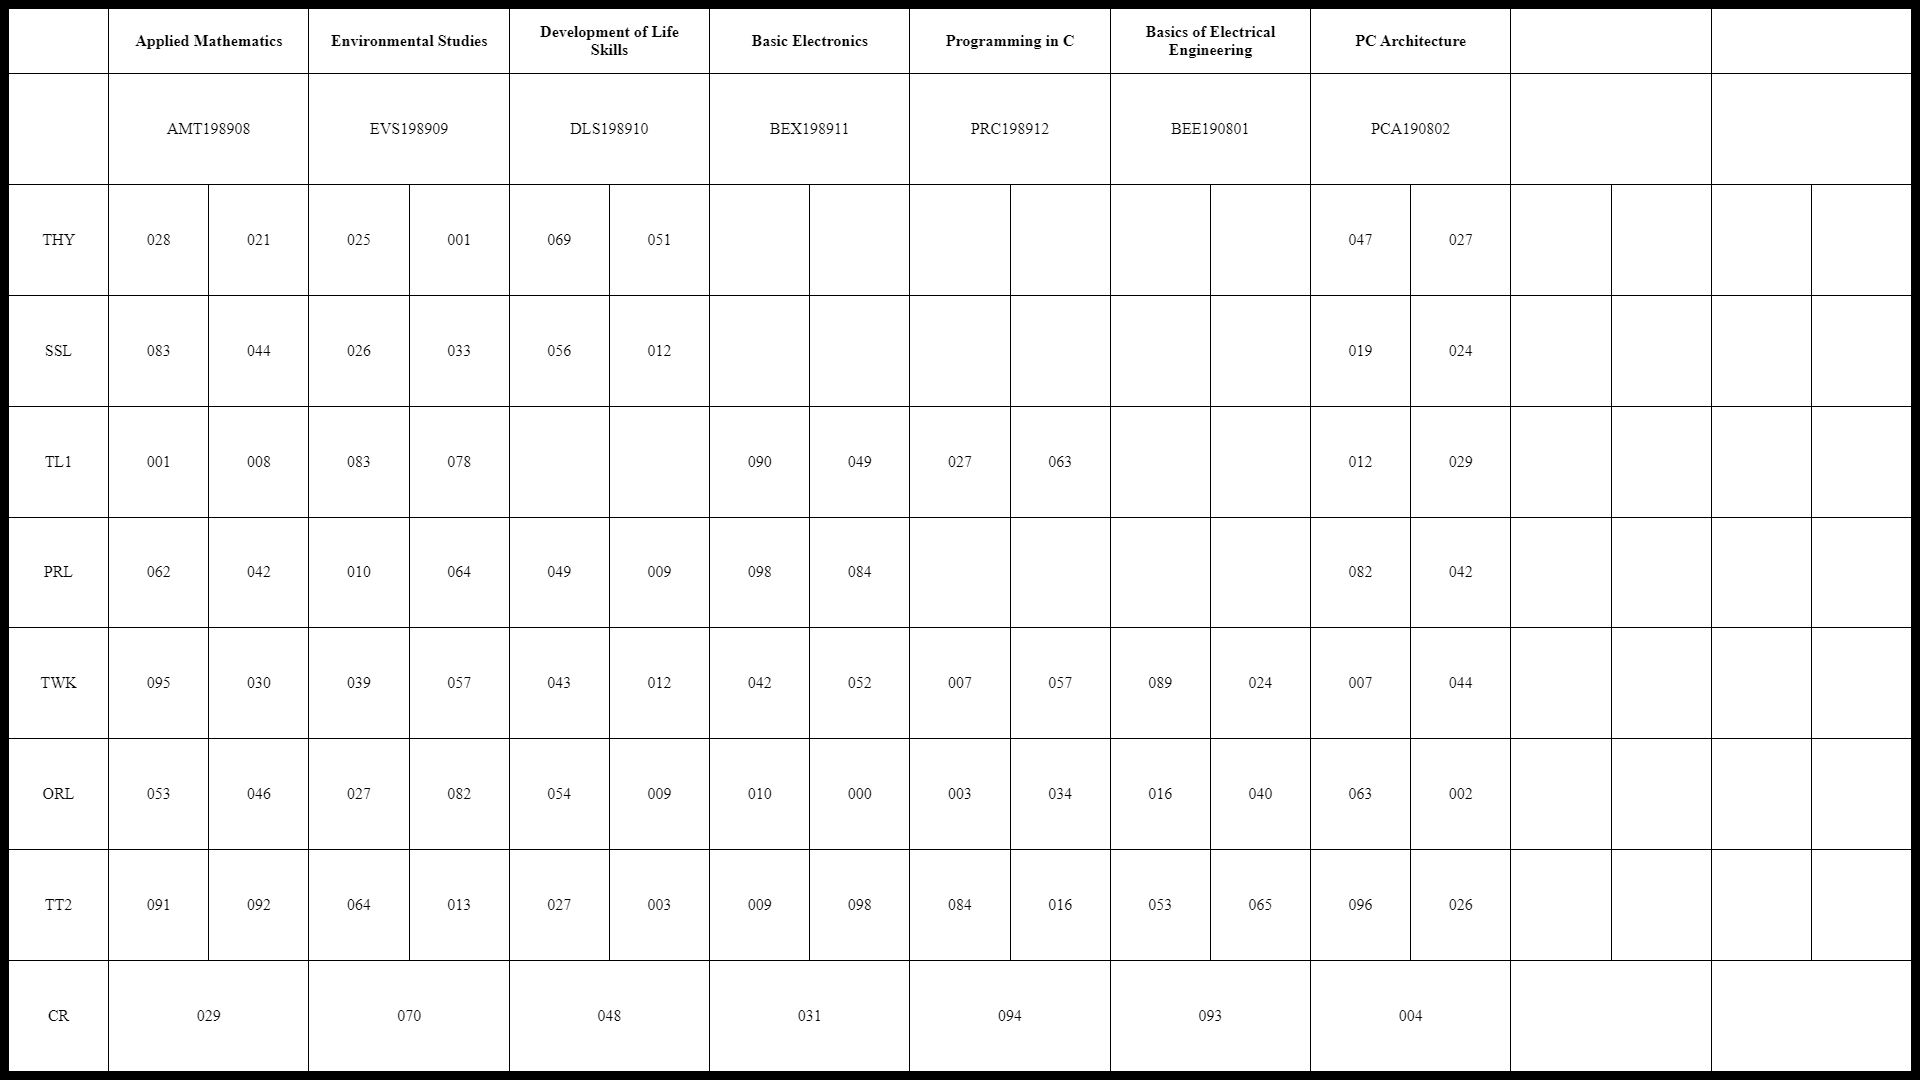 Applied Mathematics Environmental Studies Development of Life Skills Basic Electronics Programming in C Basics of Electrical Engineering PC Architecture
AMT198908 EVS198909 DLS198910 BEX198911 PRC198912 BEE190801 PCA190802
THY 028 021 025 001 069 051 047 027
SSL 083 044 026 033 056 012 019 024
TL1 001 008 083 078 090 049 027 063 012 029
PRL 062 042 010 064 049 009 098 084 082 042
TWK 095 030 039 057 043 012 042 052 007 057 089 024 007 044
ORL 053 046 027 082 054 009 010 000 003 034 016 040 063 002
TT2 091 092 064 013 027 003 009 098 084 016 053 065 096 026
CR 029 070 048 031 094 093 004